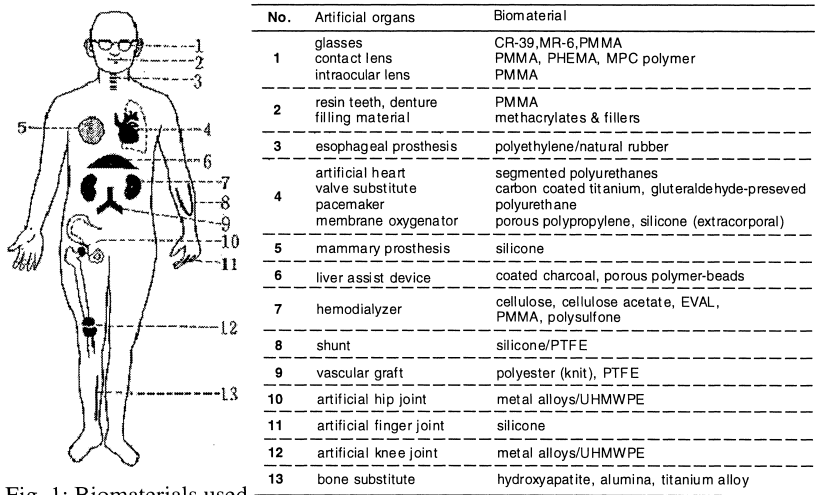 1
2
3
5
4
6
7
8
9
10
11
12
13
No. Artificial organs Biomaterial
1
glasses CR-39,MR-6,PMMA
contact lens PMMA, PHEMA, MPC polymer
intraocular lens PMMA
2
resin teeth, denture PMMA
filling material methacrylates & fillers
3 esophageal prosthesis polyethylene/natural rubber
4
artificial heart segmented polyurethanes
valve substitute carbon coated titanium, gluteraldehyde-preseved
pacemaker polyurethane
membrane oxygenator porous polypropylene, silicone (extracorporal)
5 mammary prosthesis silicone
6 liver assist device coated charcoal, porous polymer-beads
7 hemodialyzer cellulose, cellulose acetate, EVAL,
PMMA, polysulfone
8 shunt silicone/PTFE
9 vascular graft polyester (knit), PTFE
10 artificial hip joint metal alloys/UHMWPE
11 artificial finger joint silicone
12 artificial knee joint metal alloys/UHMWPE
13 bone substitute hydroxyapatite, alumina, titanium alloy
Fig. 1: Biomaterials used